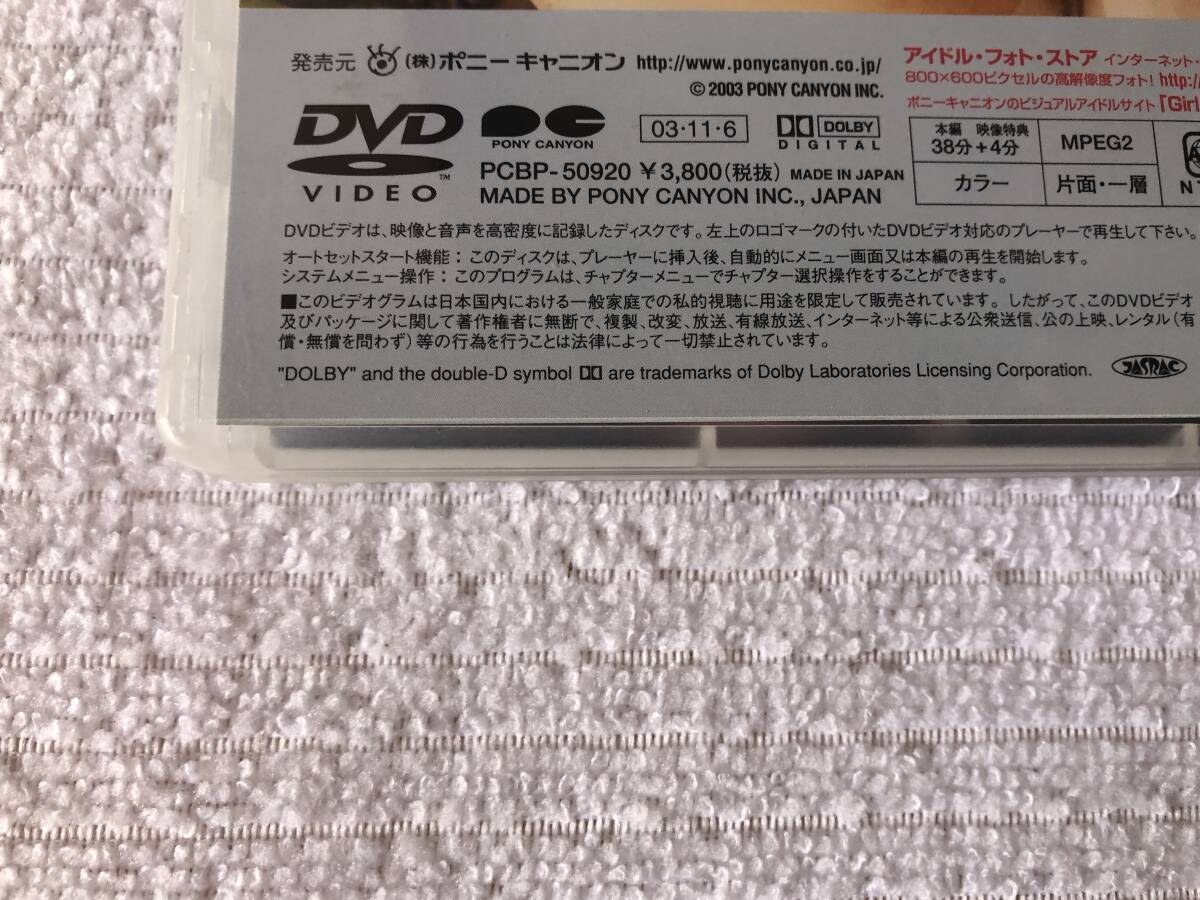 発売元 (株)ポニーキャニオン http://www.ponycanyon.co.jp/
© 2003 PONY CANYON INC.
アイドル・フォト・ストア インターネット・
800×600ピクセルの高解像度フォト! http:/
ポニーキャニオンのビジュアルアイドルサイト「Girl
DVD
VIDEO
TM
PONY CANYON
03・11・6
DOLBY
DIGITAL
PCBP-50920 ¥3,800(税抜) MADE IN JAPAN
MADE BY PONY CANYON INC., JAPAN
本編 映像特典
38分+4分
MPEG2
カラー
片面・一層
DVDビデオは、映像と音声を高密度に記録したディスクです。左上のロゴマークの付いたDVDビデオ対応のプレーヤーで再生して下さい。
オートセットスタート機能：このディスクは、プレーヤーに挿入後、自動的にメニュー画面又は本編の再生を開始します。
システムメニュー操作：このプログラムは、チャプターメニューでチャプター選択操作をすることができます。
■このビデオグラムは日本国内における一般家庭での私的視聴に用途を限定して販売されています。したがって、このDVDビデオ
及びパッケージに関して著作権者に無断で、複製、改変、放送、有線放送、インターネット等による公衆送信、公の上映、レンタル(有
償・無償を問わず)等の行為を行うことは法律によって一切禁止されています。
"DOLBY" and the double-D symbol are trademarks of Dolby Laboratories Licensing Corporation.
JASRAC